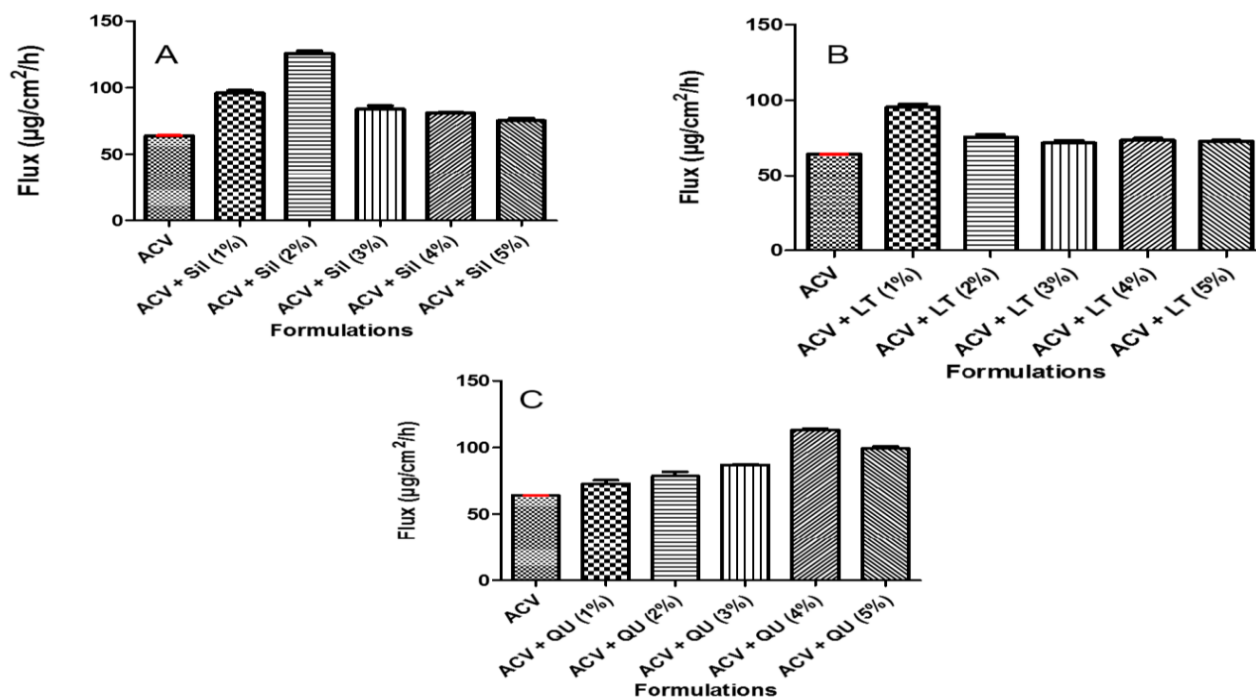 A
Flux (µg/cm²/h)
150
100
50
0
ACV
ACV + Sil (1%)
ACV + Sil (2%)
ACV + Sil (3%)
ACV + Sil (4%)
ACV + Sil (5%)
Formulations
B
Flux (µg/cm²/h)
150
100
50
0
ACV
ACV + LT (1%)
ACV + LT (2%)
ACV + LT (3%)
ACV + LT (4%)
ACV + LT (5%)
Formulations
C
Flux (µg/cm²/h)
150
100
50
0
ACV
ACV + QU (1%)
ACV + QU (2%)
ACV + QU (3%)
ACV + QU (4%)
ACV + QU (5%)
Formulations